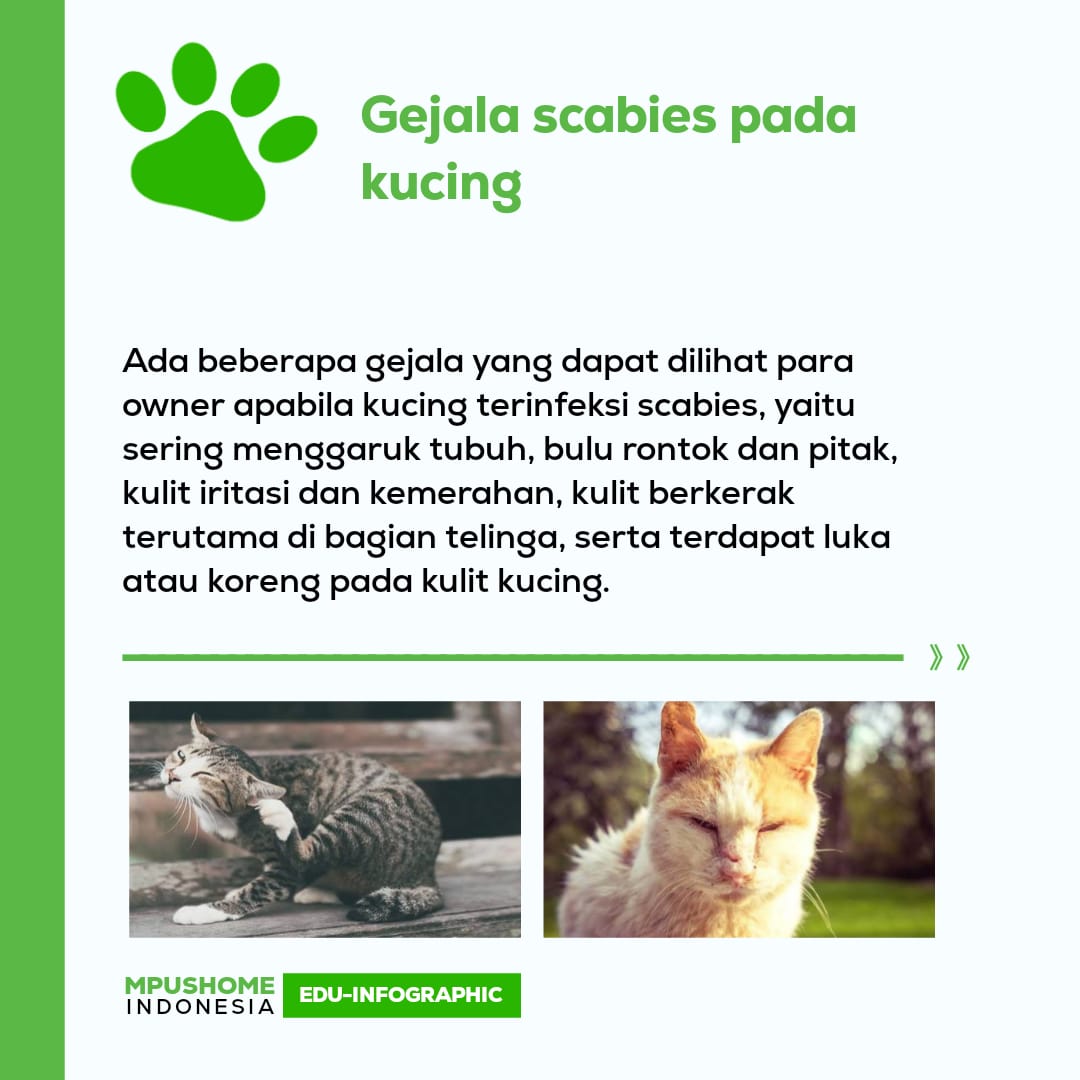 Gejala scabies pada
kucing
Ada beberapa gejala yang dapat dilihat para
owner apabila kucing terinfeksi scabies, yaitu
sering menggaruk tubuh, bulu rontok dan pitak,
kulit iritasi dan kemerahan, kulit berkerak
terutama di bagian telinga, serta terdapat luka
atau koreng pada kulit kucing.
MPUSHOME
INDONESIA
EDU-INFOGRAPHIC